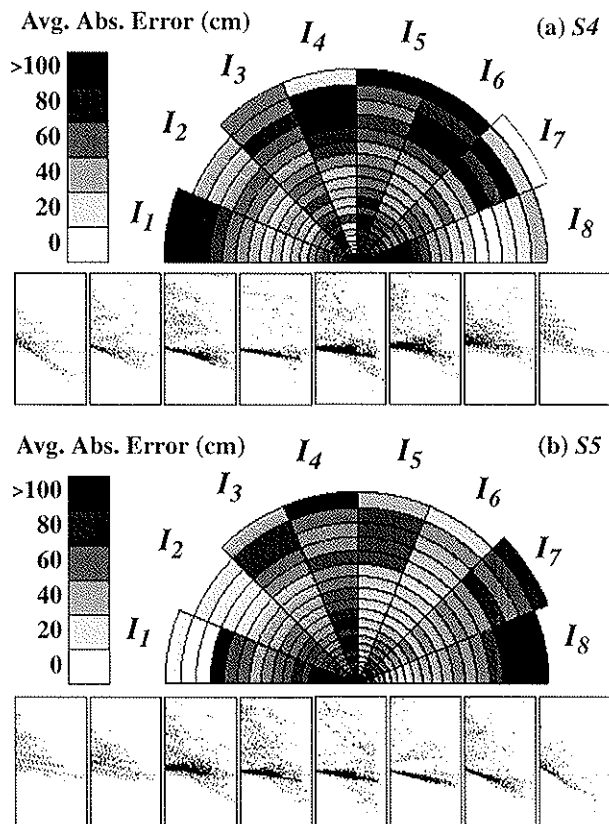 Avg. Abs. Error (cm)
(a) S4
>100
80
60
40
20
0
I1
I2
I3
I4
I5
I6
I7
I8
Avg. Abs. Error (cm)
(b) S5
>100
80
60
40
20
0
I1
I2
I3
I4
I5
I6
I7
I8